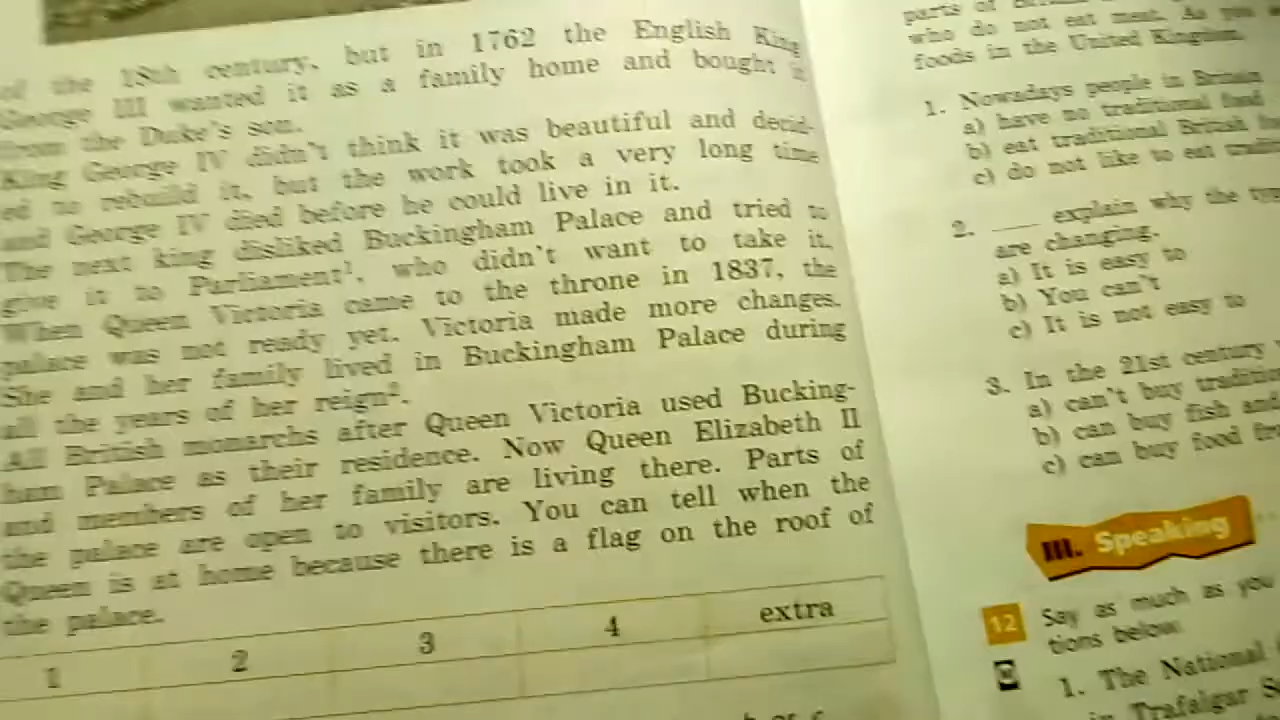 of the 18th century, but in 1762 the English King
George III wanted it as a family home and bought it
from the Duke's son.
King George IV didn't think it was beautiful and decid-
ed to rebuild it, but the work took a very long time
and George IV died before he could live in it.
The next king disliked Buckingham Palace and tried to
give it to Parliament¹, who didn't want to take it.
When Queen Victoria came to the throne in 1837, the
palace was not ready yet. Victoria made more changes.
She and her family lived in Buckingham Palace during
all the years of her reign².
All British monarchs after Queen Victoria used Bucking-
ham Palace as their residence. Now Queen Elizabeth II
and members of her family are living there. Parts of
the palace are open to visitors. You can tell when the
Queen is at home because there is a flag on the roof of
the palace.
1 2 3 4 extra
parts of
who do not eat meat. As you
foods in the United Kingdom.
1. Nowadays people in Britain
a) have no traditional food
b) eat traditional British
c) do not like to eat
2. ____ explain why the
are changing.
a) It is easy to
b) You can't
c) It is not easy to
3. In the 21st century
a) can't buy
b) can buy fish and
c) can buy food
III. Speaking
12 Say as much as you
tions below:
1. The National
in Trafalgar